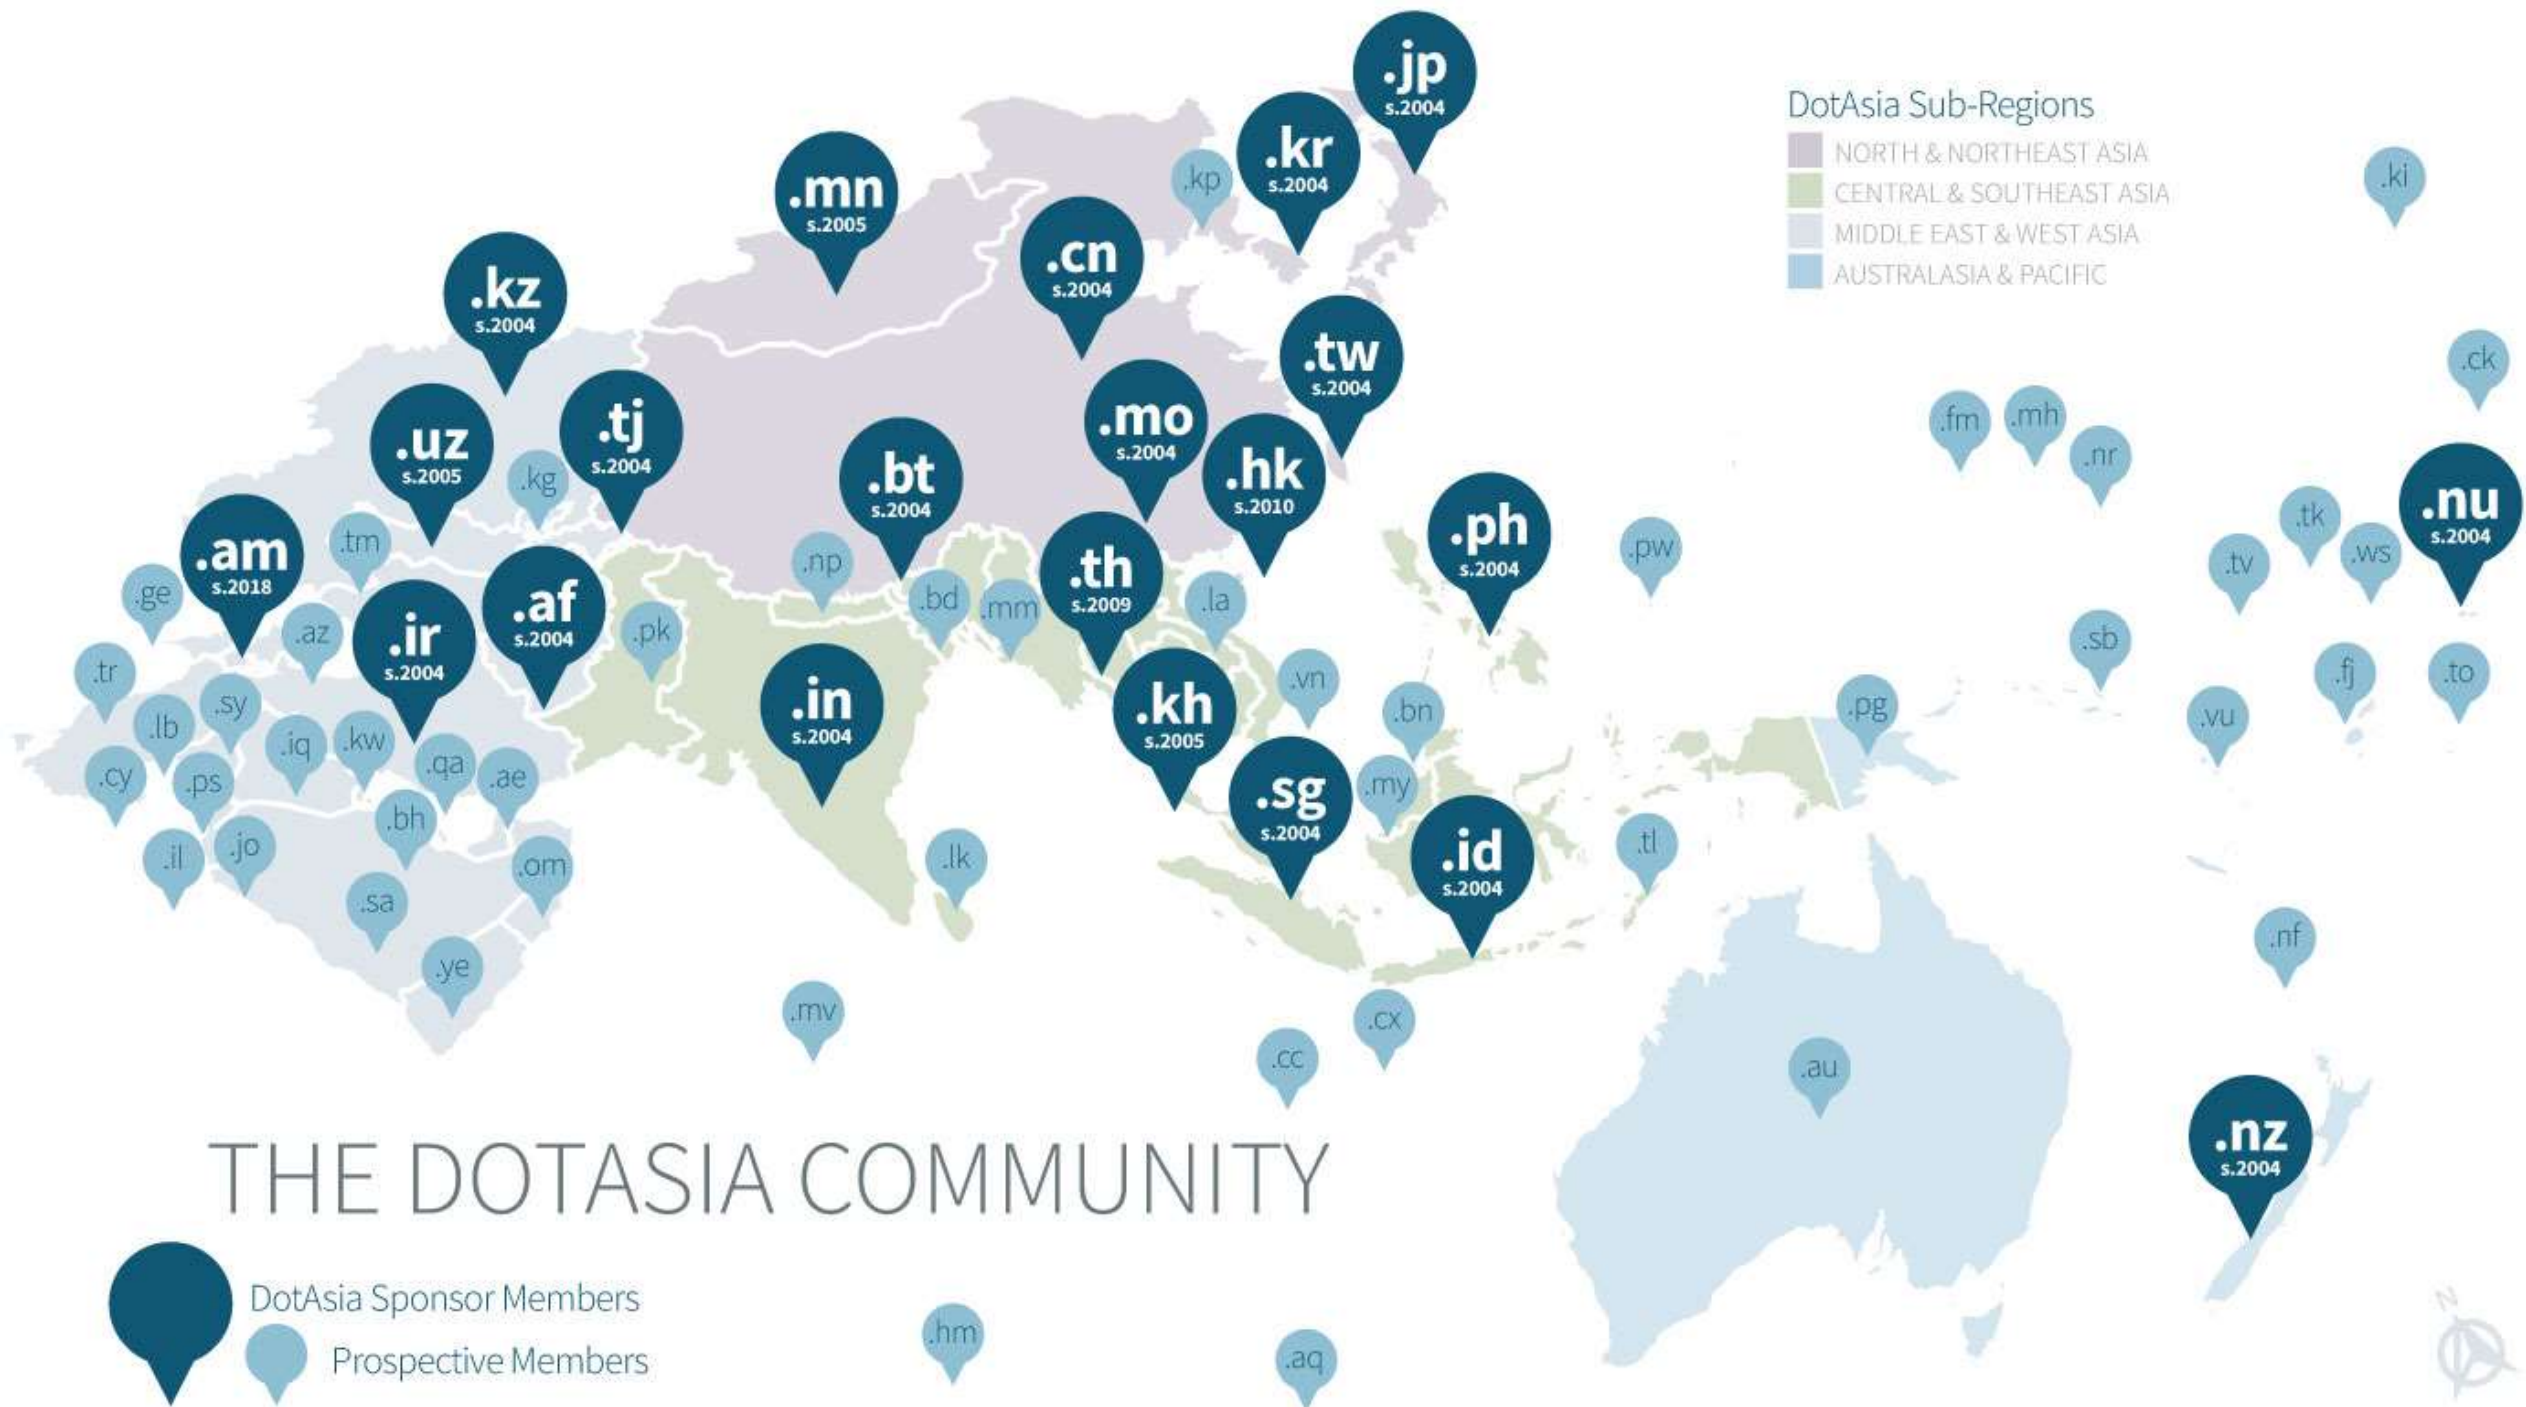 .jp
s.2004
.kr
s.2004
.kp
.mn
s.2005
.cn
s.2004
.kz
s.2004
.tw
s.2004
.uz
s.2005
.kg
.tj
s.2004
.bt
s.2004
.mo
s.2004
.hk
s.2010
.ph
s.2004
.pw
.am
s.2018
.tm
.ge
.az
.ir
s.2004
.af
s.2004
.pk
.np
.bd
.mm
.th
s.2009
.la
.in
s.2004
.kh
s.2005
.vn
.bn
.sg
s.2004
.my
.id
s.2004
.tl
.pg
.tr
.lb
.sy
.iq
.kw
.qa
.ae
.cy
.ps
.bh
.il
.jo
.om
.sa
.ye
.lk
.mv
.cc
.cx
.au
DotAsia Sub-Regions
NORTH & NORTHEAST ASIA
CENTRAL & SOUTHEAST ASIA
MIDDLE EAST & WEST ASIA
AUSTRALASIA & PACIFIC
.ki
.ck
.fm
.mh
.nr
.tk
.ws
.tv
.nu
s.2004
.sb
.fj
.to
.vu
.nf
.nz
s.2004
THE DOTASIA COMMUNITY
DotAsia Sponsor Members
Prospective Members
.hm
.aq
N